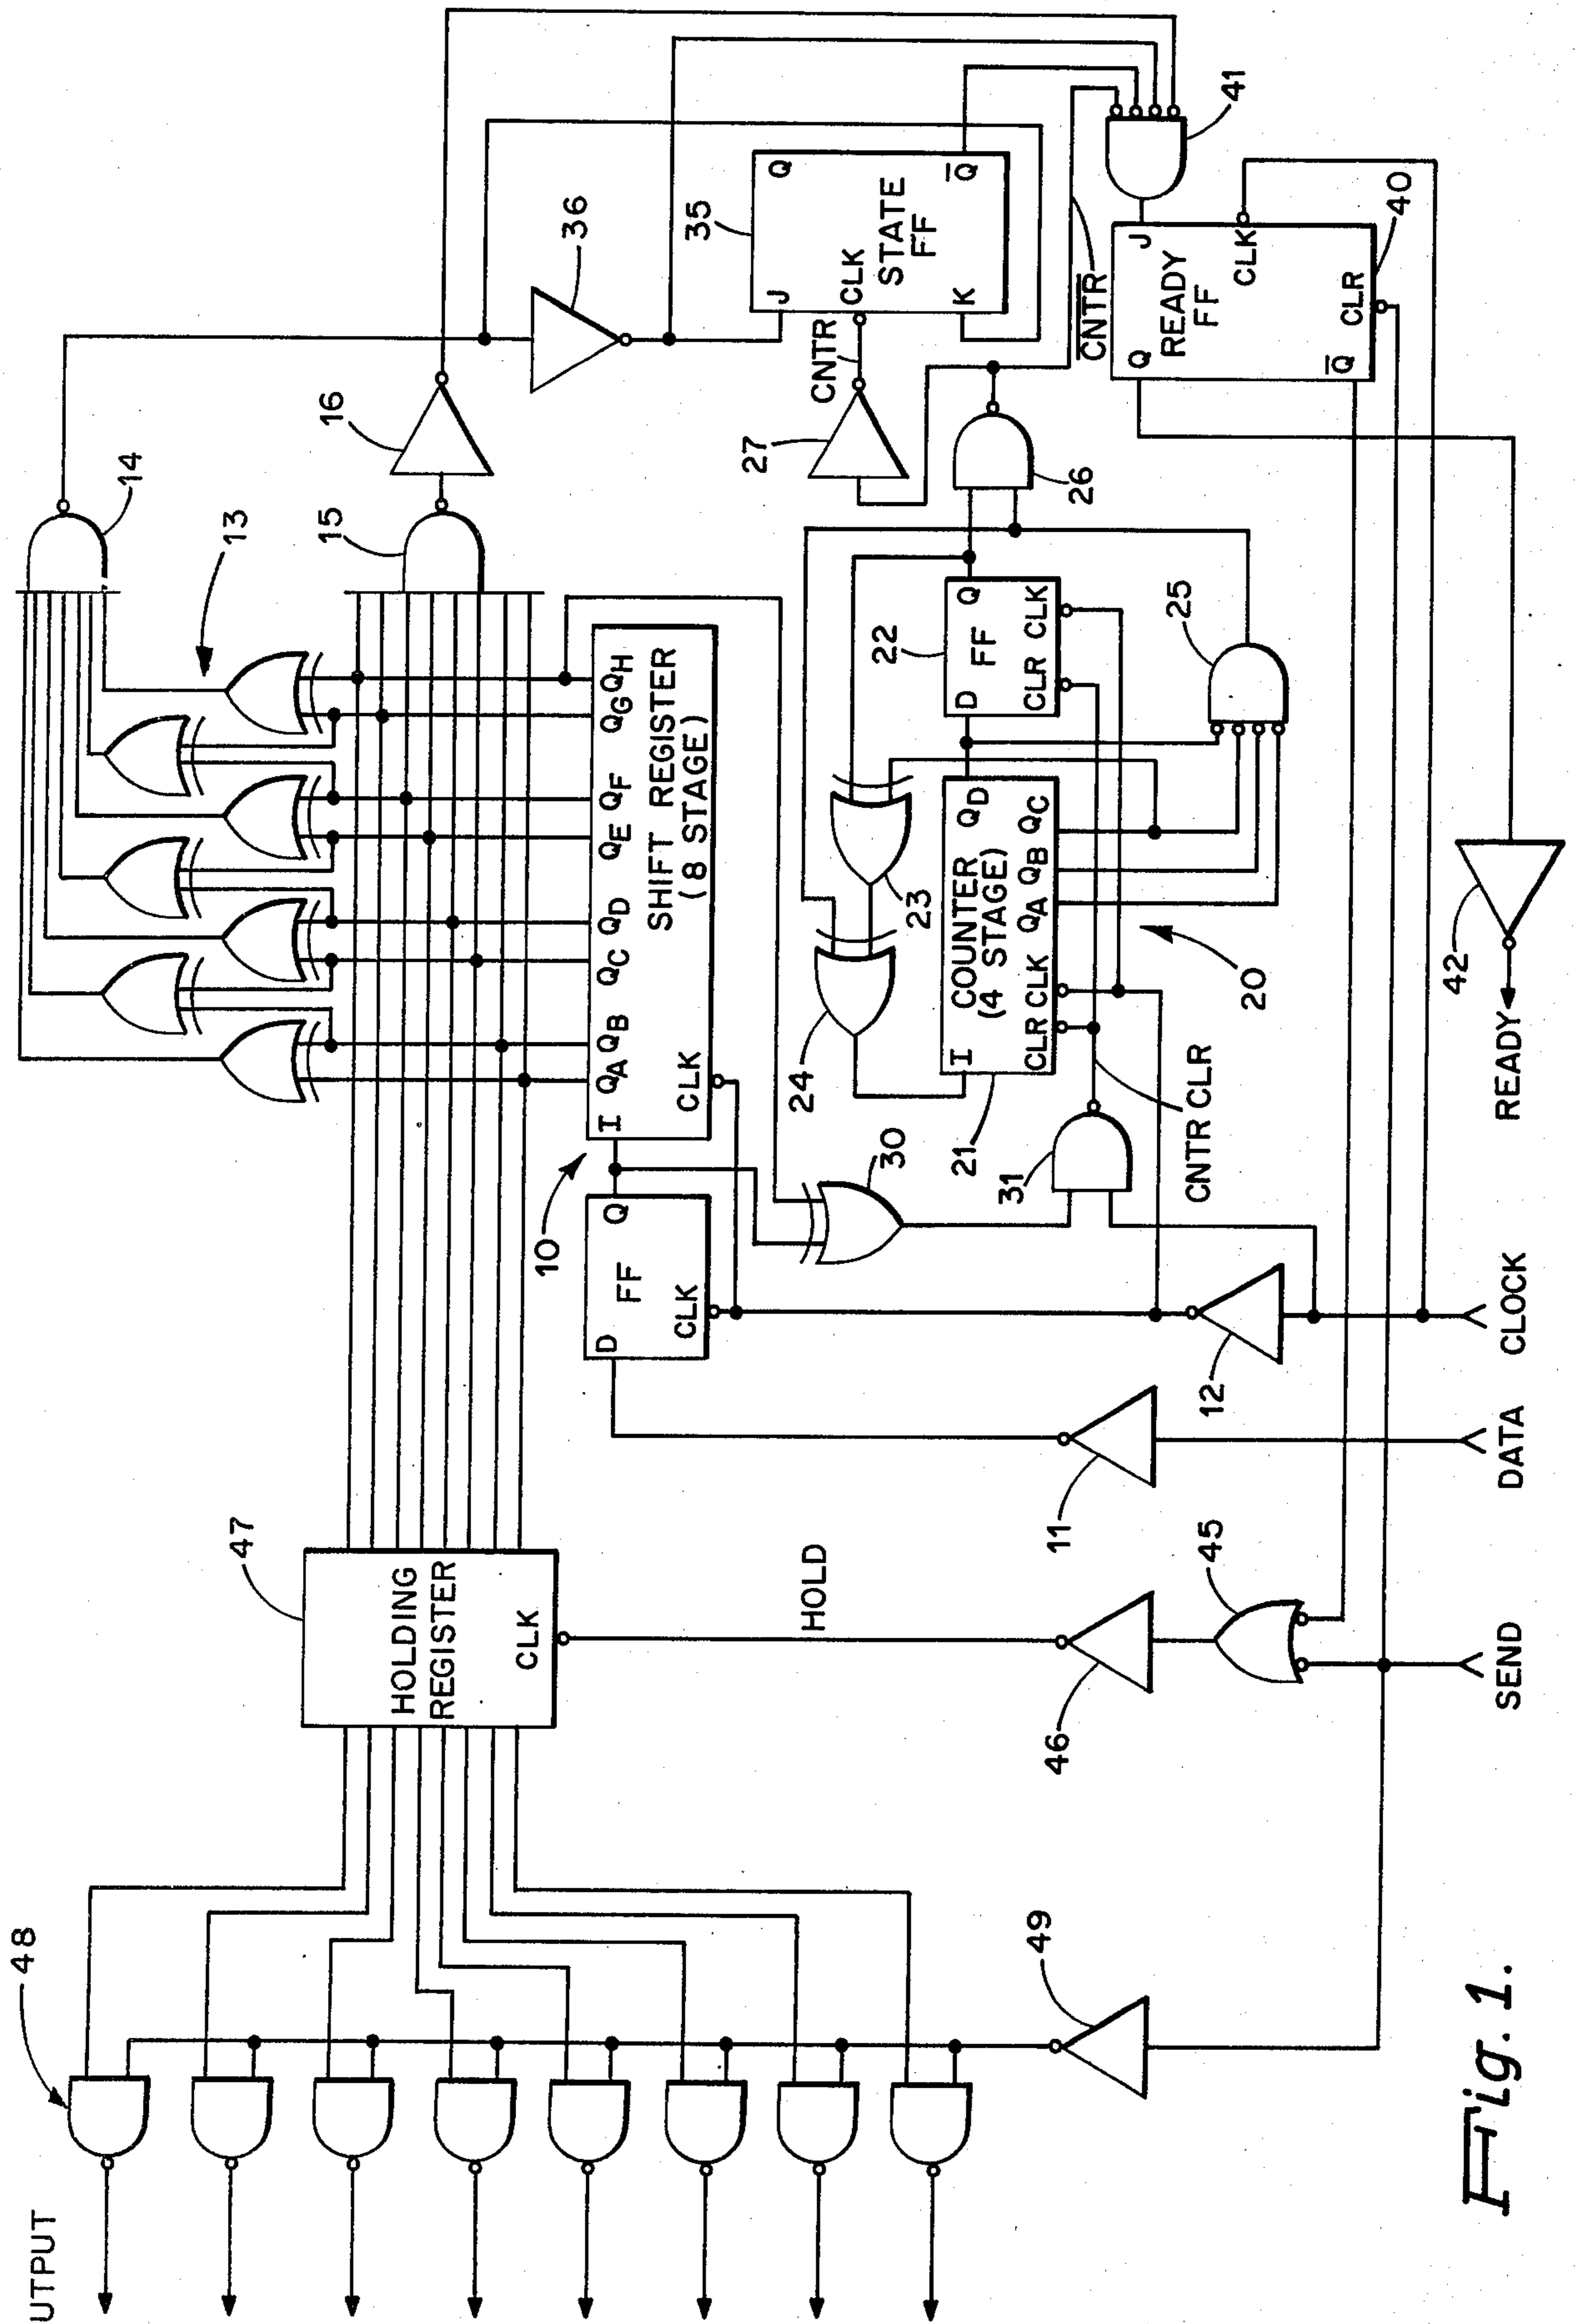 UTPUT
48
47
HOLDING
REGISTER
CLK
HOLD
46
45
49
SEND
DATA
CLOCK
11
12
10
D
FF
Q
CLK
30
31
CNTR CLR
13
14
15
16
I
QA
QB
QC
QD
QE
QF
QG
QH
SHIFT REGISTER
(8 STAGE)
CLK
20
21
I
COUNTER
(4 STAGE)
CLR
CLK
QA
QB
QC
QD
22
D
FF
Q
CLR
CLK
23
24
25
26
27
CNTR
C̅N̅T̅R̅
35
36
J
CLK
K
STATE
FF
Q
Q̅
40
41
Q
READY
FF
J
CLK
CLR
Q̅
42
READY
Fig. 1.